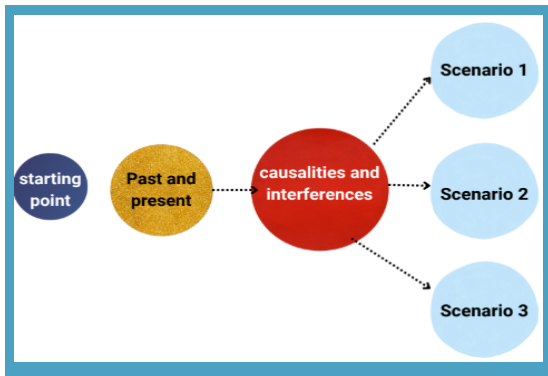 starting
point
Past and
present
causalities and
interferences
Scenario 1
Scenario 2
Scenario 3